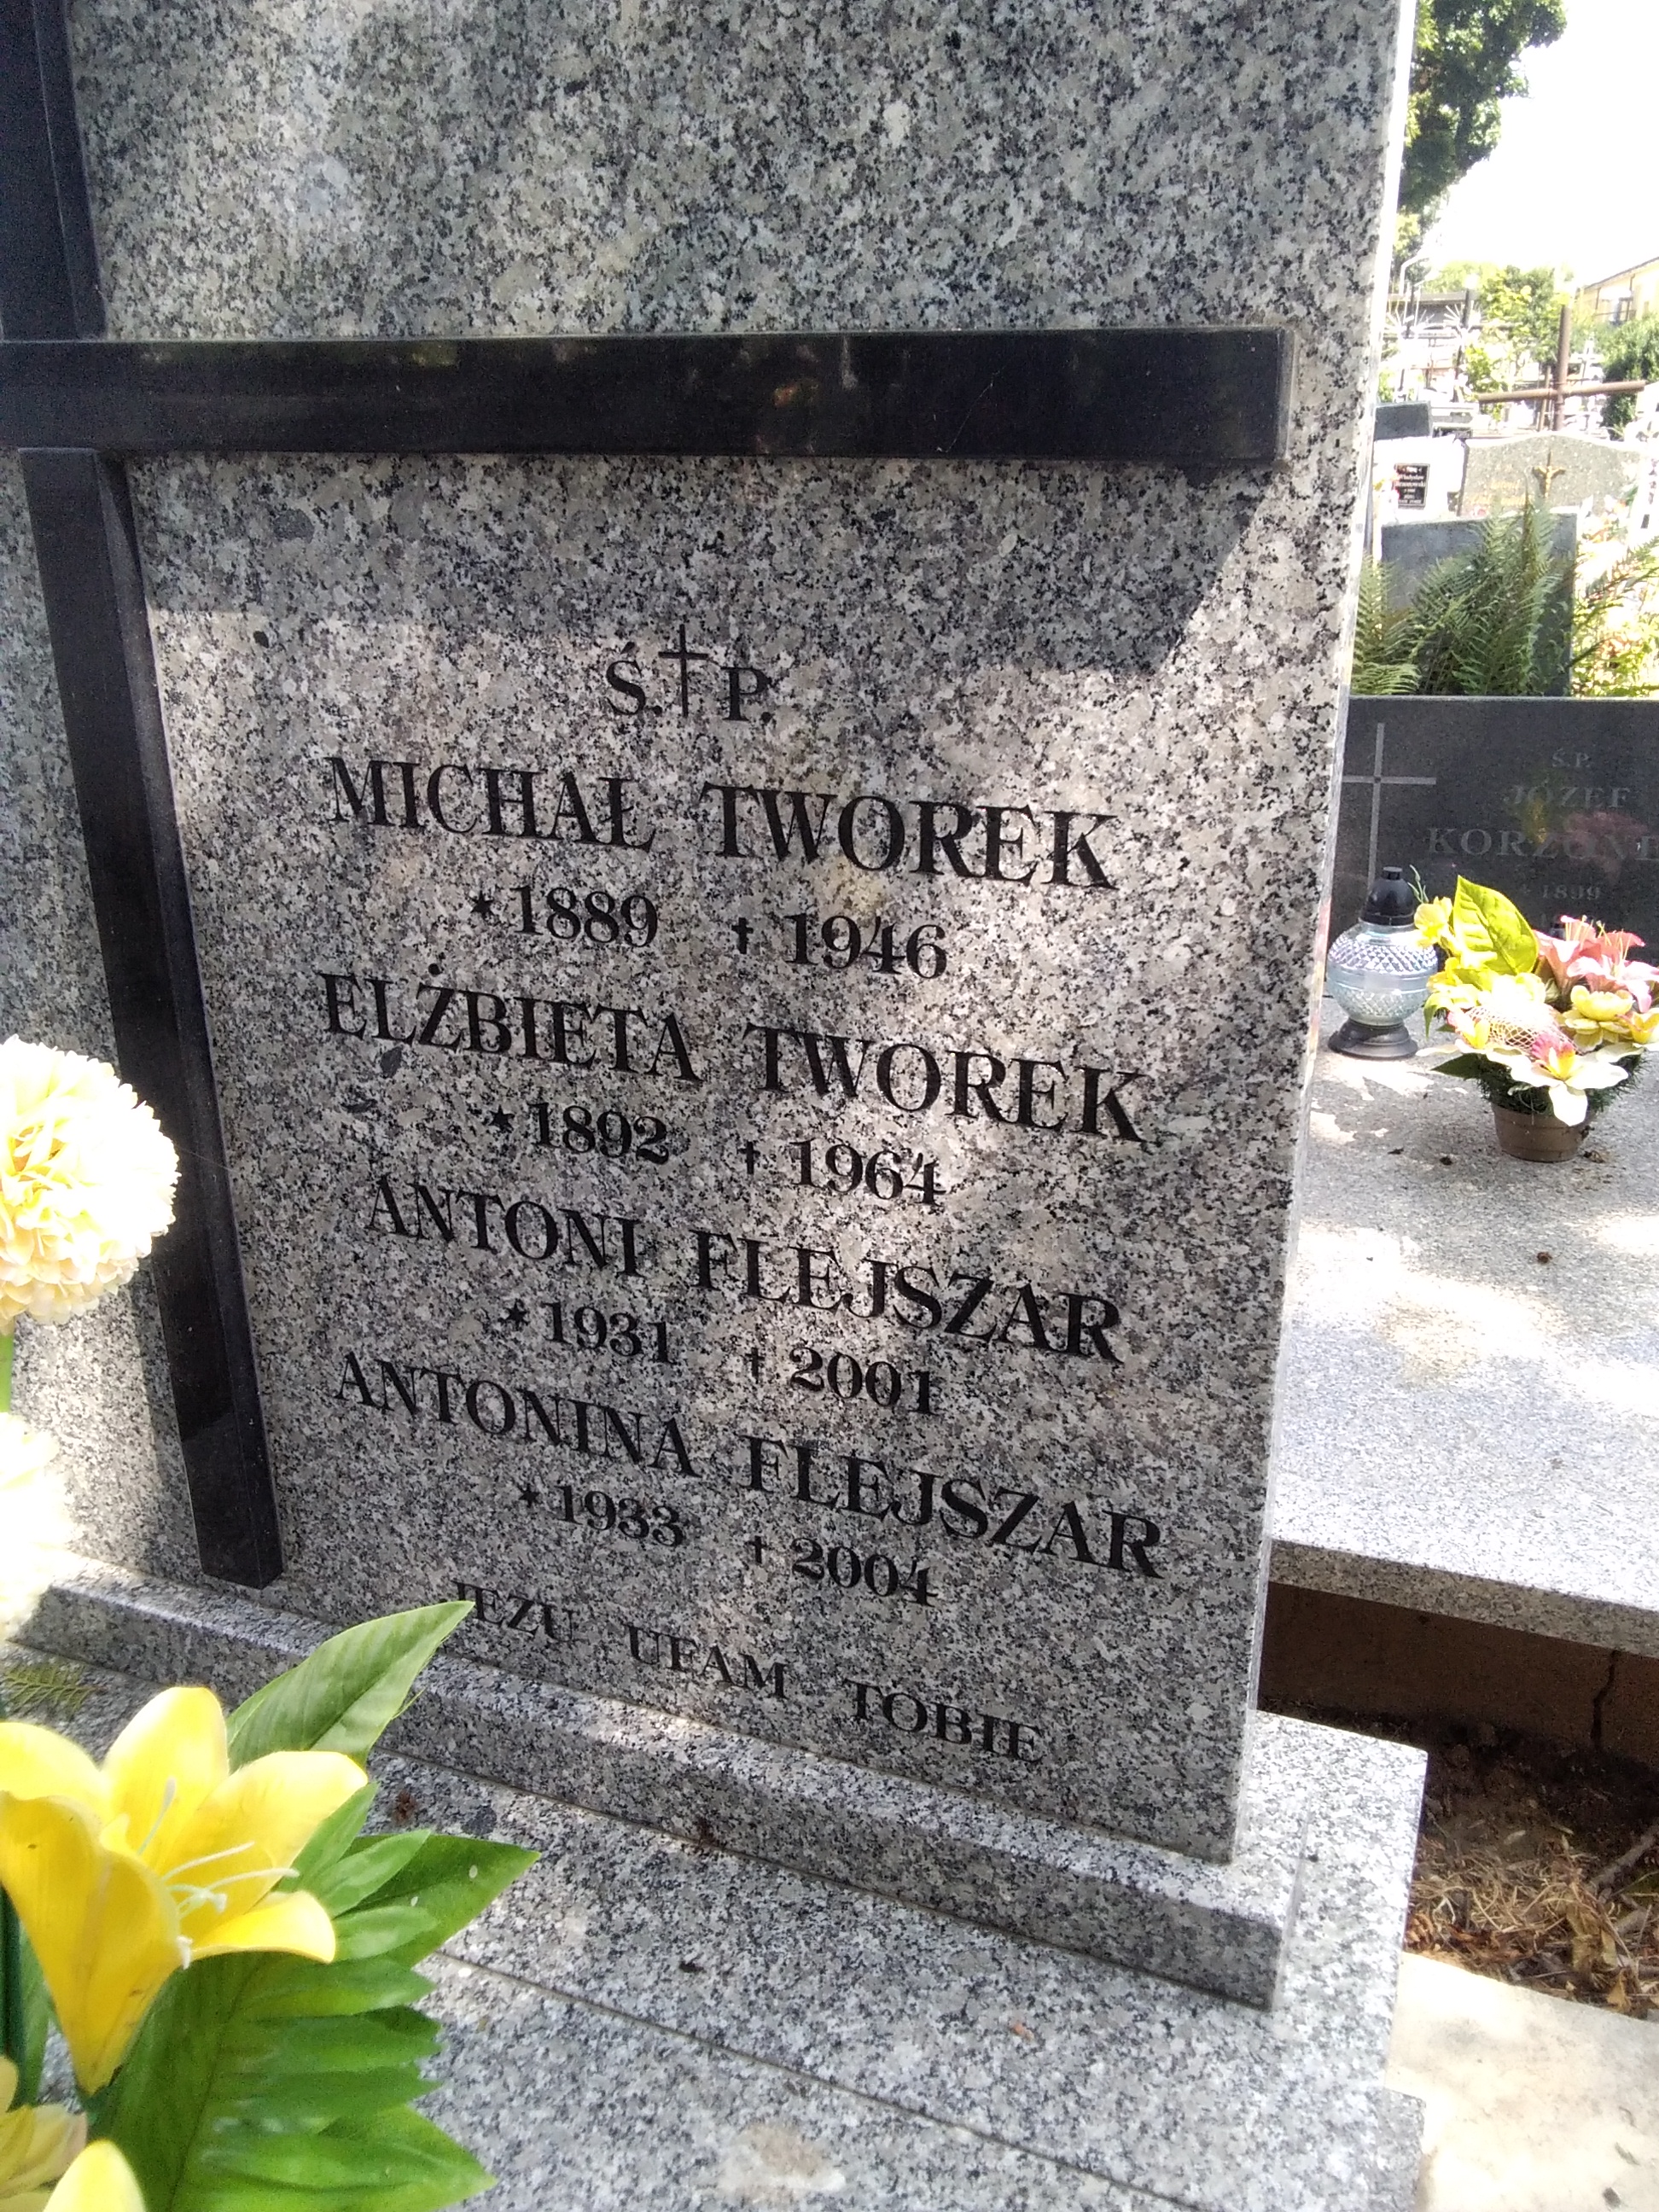 Ś.†P.
MICHAŁ TWOREK
★1889 †1946
ELŻBIETA TWOREK
★1892 †1964
ANTONI FLEJSZAR
★1931 †2001
ANTONINA FLEJSZAR
★1933 †2004
JEZU UFAM TOBIE
Ś.P.
JÓZEF
1899